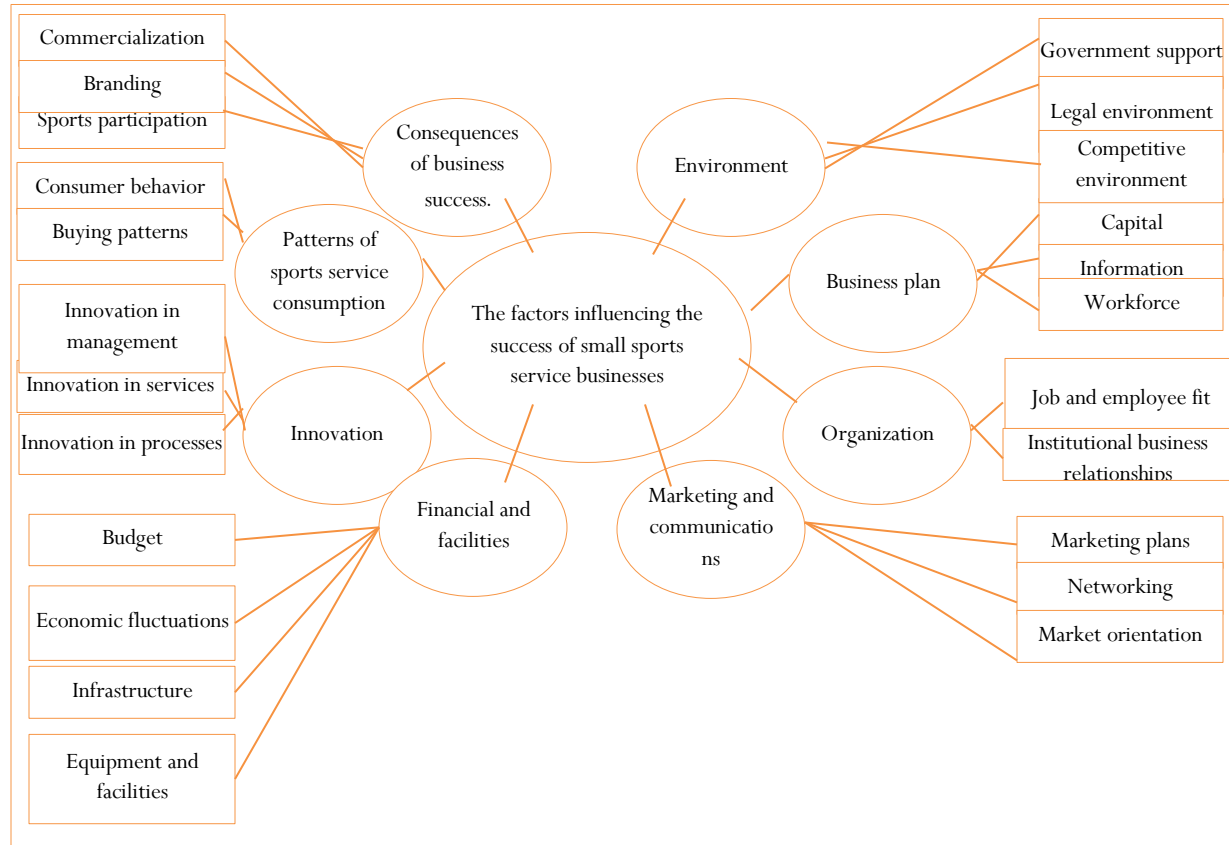 Commercialization
Branding
Sports participation
Consumer behavior
Buying patterns
Innovation in
management
Innovation in services
Innovation in processes
Budget
Economic fluctuations
Infrastructure
Equipment and
facilities
Consequences
of business
success.
Patterns of
sports service
consumption
Innovation
Financial and
facilities
The factors influencing the
success of small sports
service businesses
Environment
Business plan
Organization
Marketing and
communicatio
ns
Government support
Legal environment
Competitive
environment
Capital
Information
Workforce
Job and employee fit
Institutional business
relationships
Marketing plans
Networking
Market orientation